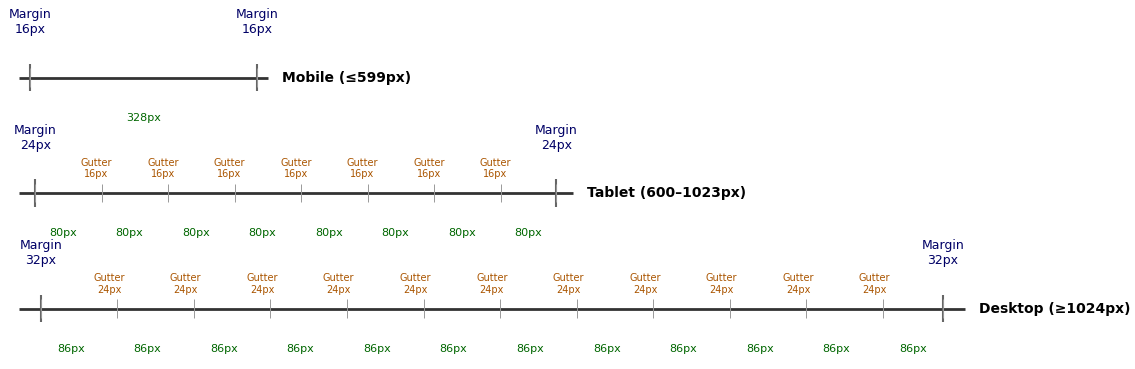 Margin Margin
16px 16px
Mobile (≤599px)
328px
Margin Margin
24px 24px
Gutter Gutter Gutter Gutter Gutter Gutter Gutter
16px 16px 16px 16px 16px 16px 16px
Tablet (600–1023px)
80px 80px 80px 80px 80px 80px 80px 80px
Margin Margin
32px 32px
Gutter Gutter Gutter Gutter Gutter Gutter Gutter Gutter Gutter Gutter Gutter
24px 24px 24px 24px 24px 24px 24px 24px 24px 24px 24px
Desktop (≥1024px)
86px 86px 86px 86px 86px 86px 86px 86px 86px 86px 86px 86px